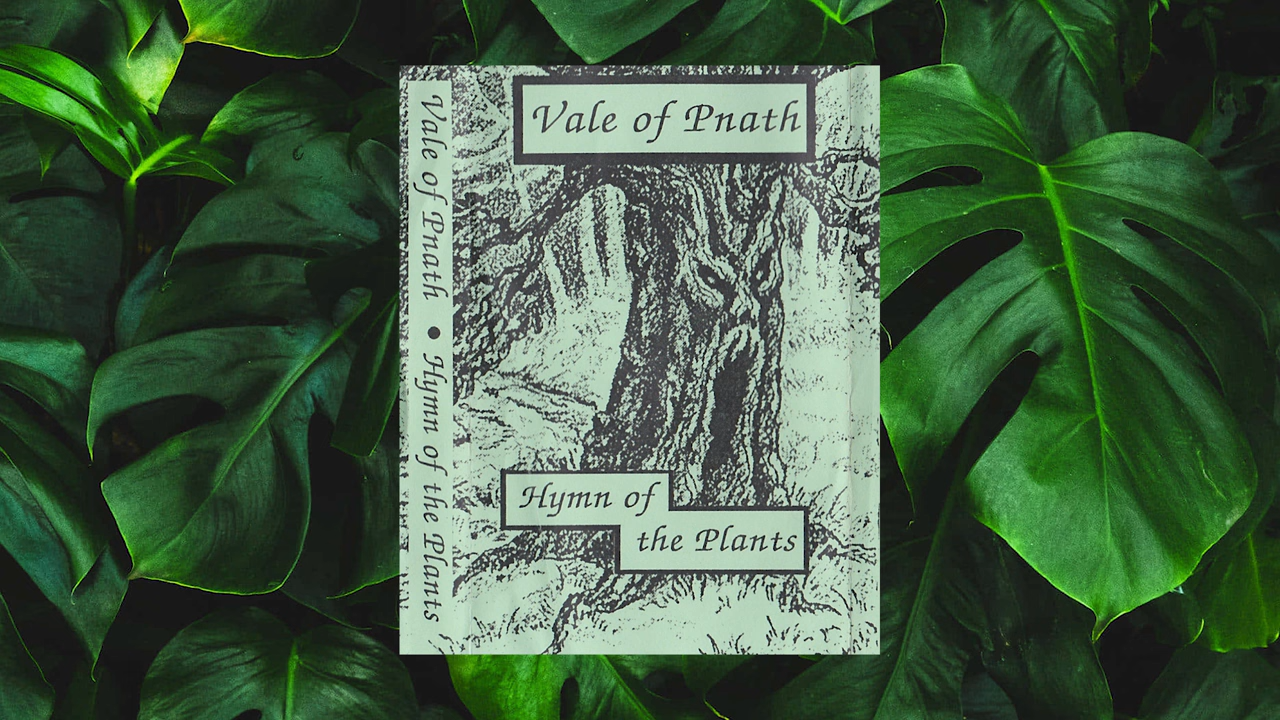 Vale of Pnath
Hymn of
the Plants
Vale of Pnath • Hymn of the Plants